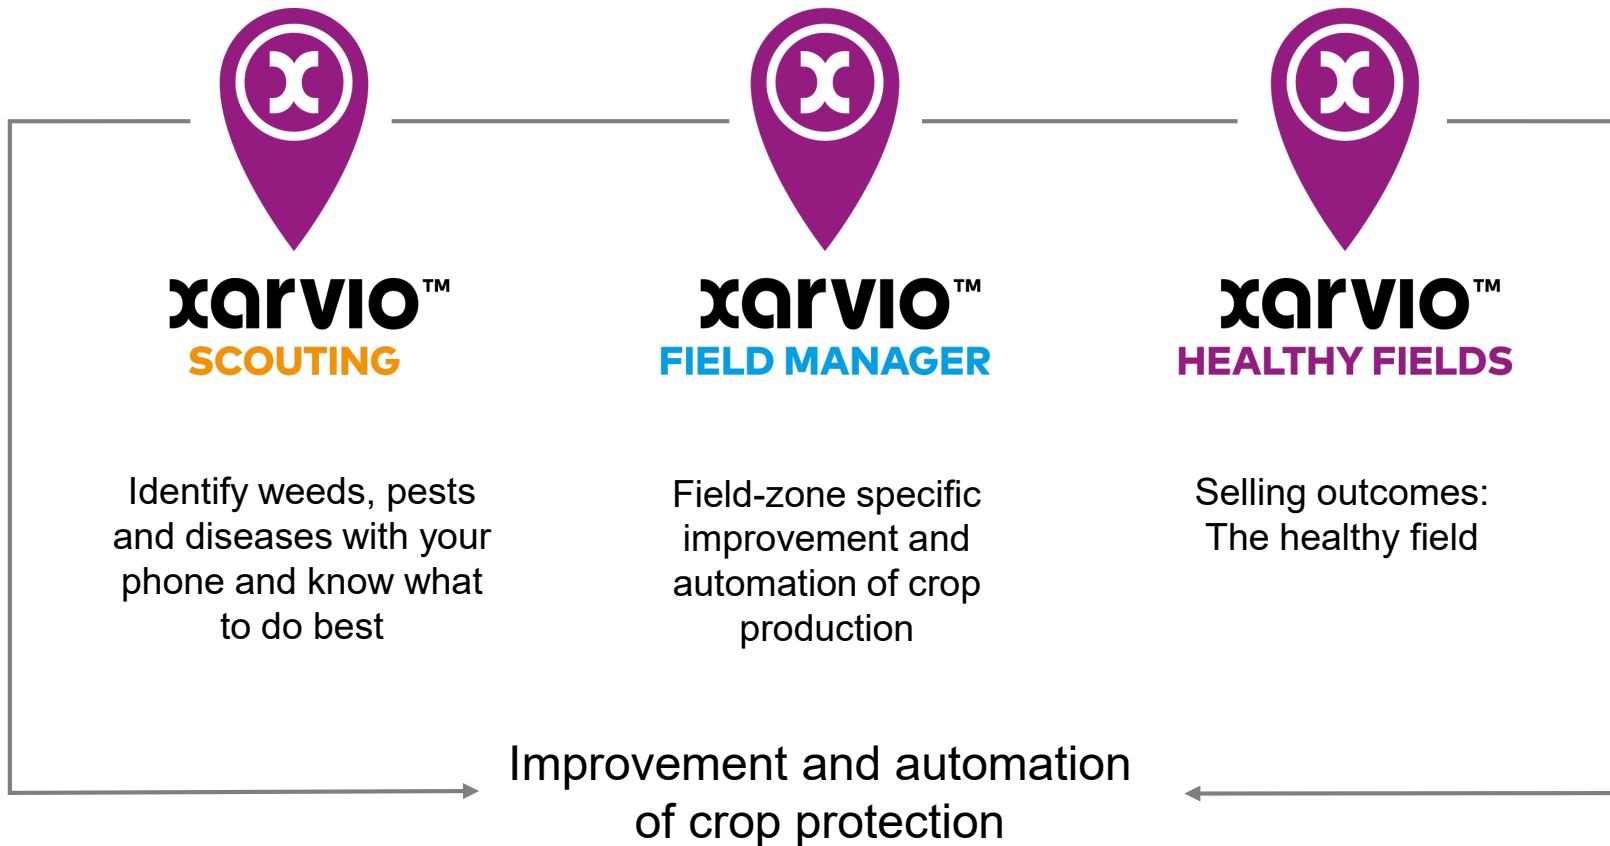 xarvio™
SCOUTING
Identify weeds, pests
and diseases with your
phone and know what
to do best
xarvio™
FIELD MANAGER
Field-zone specific
improvement and
automation of crop
production
xarvio™
HEALTHY FIELDS
Selling outcomes:
The healthy field
Improvement and automation
of crop protection